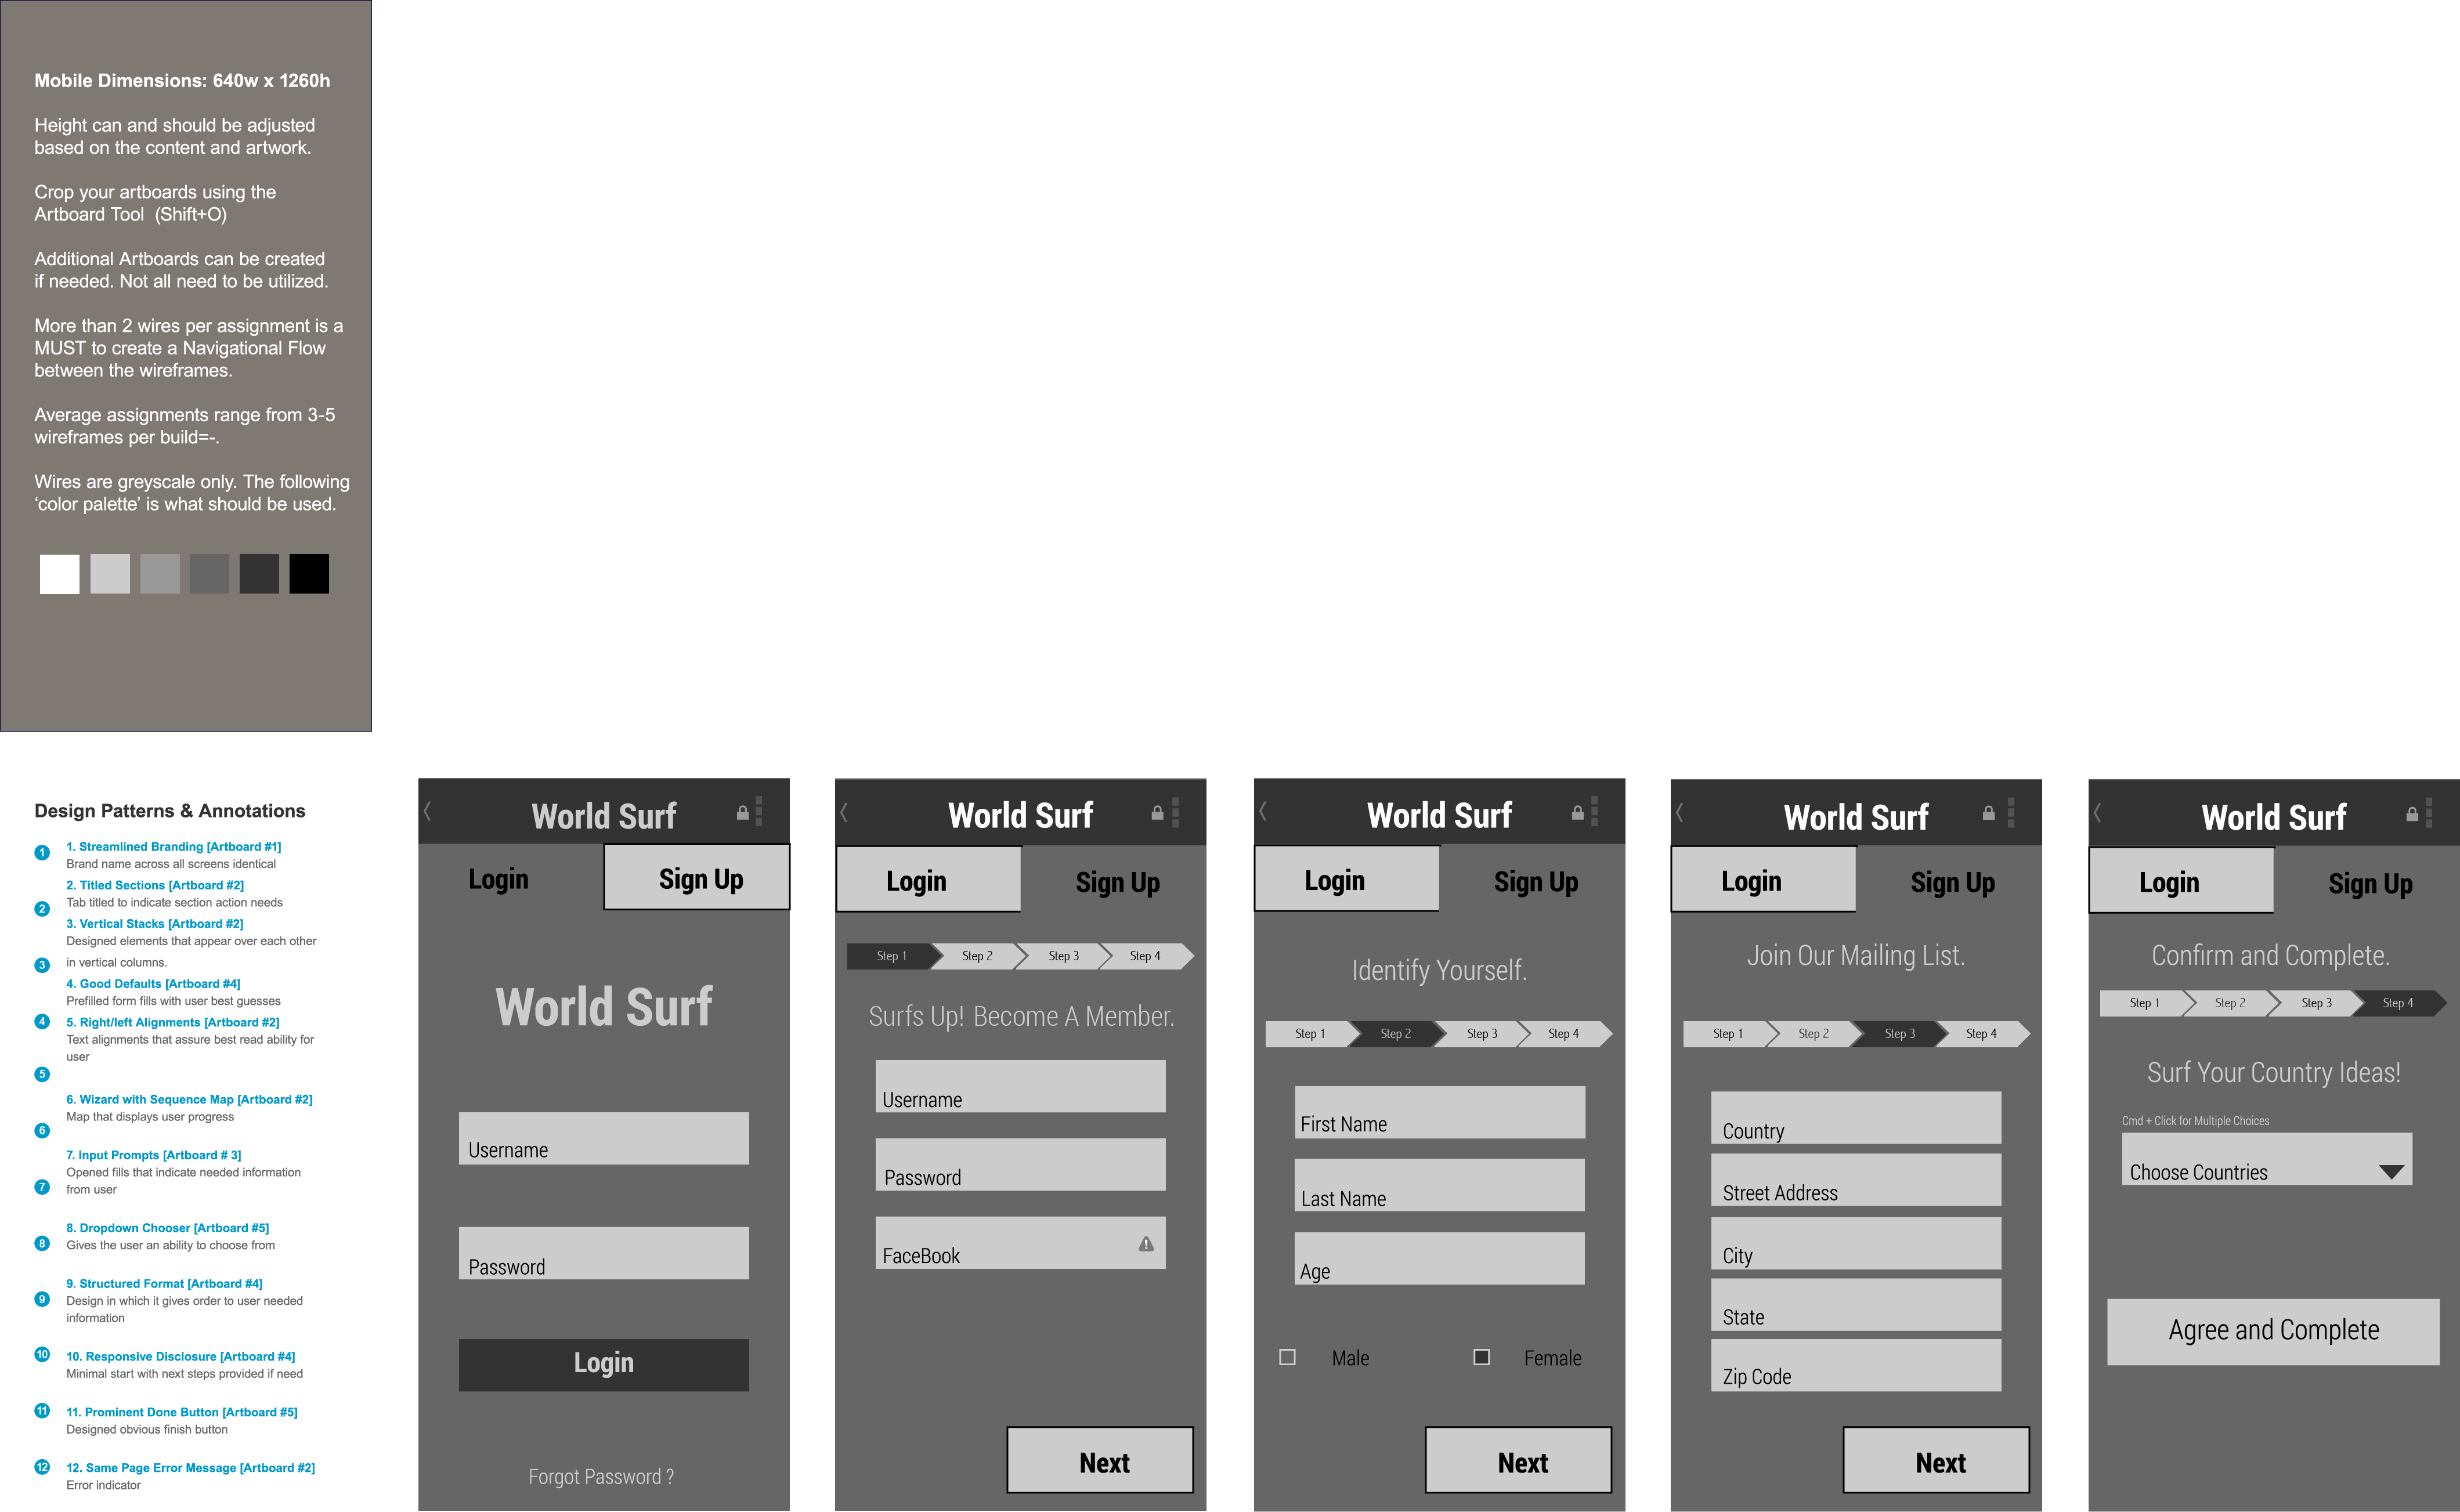 Mobile Dimensions: 640w x 1260h
Height can and should be adjusted
based on the content and artwork.
Crop your artboards using the
Artboard Tool  (Shift+O)
Additional Artboards can be created
if needed. Not all need to be utilized.
More than 2 wires per assignment is a
MUST to create a Navigational Flow
between the wireframes.
Average assignments range from 3-5
wireframes per build=-.
Wires are greyscale only. The following
‘color palette’ is what should be used.
Design Patterns & Annotations
1
1. Streamlined Branding [Artboard #1]
Brand name across all screens identical
2. Titled Sections [Artboard #2]
2
Tab titled to indicate section action needs
3. Vertical Stacks [Artboard #2]
Designed elements that appear over each other
3
in vertical columns.
4. Good Defaults [Artboard #4]
Prefilled form fills with user best guesses
4
5. Right/left Alignments [Artboard #2]
Text alignments that assure best read ability for
user
5
6. Wizard with Sequence Map [Artboard #2]
Map that displays user progress
6
7. Input Prompts [Artboard # 3]
Opened fills that indicate needed information
7
from user
8. Dropdown Chooser [Artboard #5]
8
Gives the user an ability to choose from
9. Structured Format [Artboard #4]
9
Design in which it gives order to user needed
information
10
10. Responsive Disclosure [Artboard #4]
Minimal start with next steps provided if need
11
11. Prominent Done Button [Artboard #5]
Designed obvious finish button
12
12. Same Page Error Message [Artboard #2]
Error indicator
World Surf
Login
Sign Up
World Surf
Username
Password
Login
Forgot Password ?
World Surf
Login
Sign Up
Step 1
Step 2
Step 3
Step 4
Surfs Up! Become A Member.
Username
Password
FaceBook
Next
World Surf
Login
Sign Up
Identify Yourself.
Step 1
Step 2
Step 3
Step 4
First Name
Last Name
Age
Male
Female
Next
World Surf
Login
Sign Up
Join Our Mailing List.
Step 1
Step 2
Step 3
Step 4
Country
Street Address
City
State
Zip Code
Next
World Surf
Login
Sign Up
Confirm and Complete.
Step 1
Step 2
Step 3
Step 4
Surf Your Country Ideas!
Cmd + Click for Multiple Choices
Choose Countries
Agree and Complete